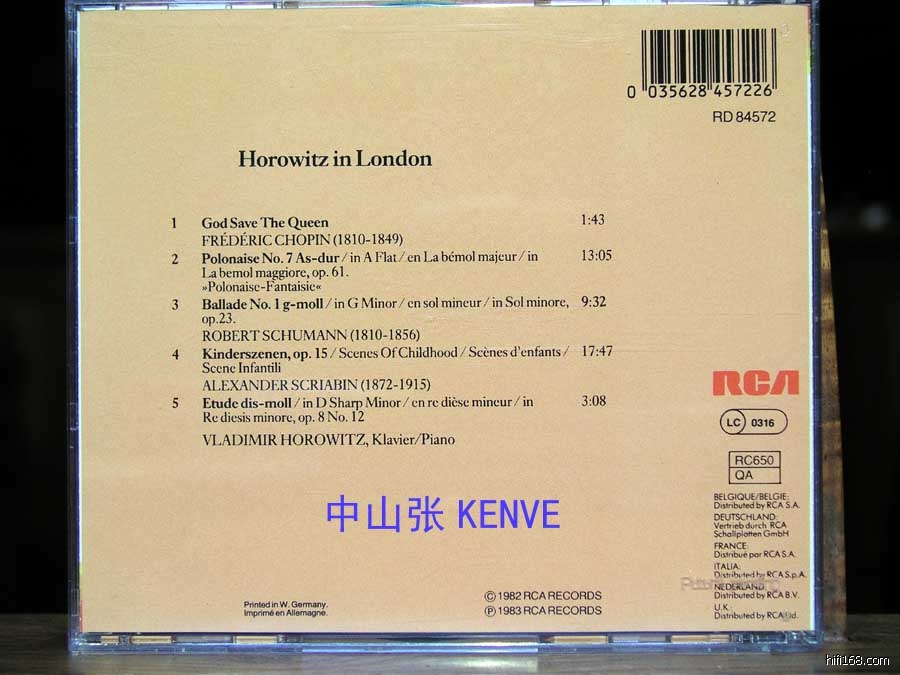 0 035628 457226
RD 84572
Horowitz in London
1 God Save The Queen 1:43
FRÉDÉRIC CHOPIN (1810-1849)
2 Polonaise No. 7 As-dur / in A Flat / en La bémol majeur / in 13:05
La bemol maggiore, op. 61.
»Polonaise-Fantaisie«
3 Ballade No. 1 g-moll / in G Minor / en sol mineur / in Sol minore, 9:32
op.23.
ROBERT SCHUMANN (1810-1856)
4 Kinderszenen, op. 15 / Scenes Of Childhood / Scènes d'enfants / 17:47
Scene Infantili
ALEXANDER SCRIABIN (1872-1915)
5 Etude dis-moll / in D Sharp Minor / en re dièse mineur / in 3:08
Re diesis minore, op. 8 No. 12
VLADIMIR HOROWITZ, Klavier/Piano
RCA
LC 0316
RC650
QA
中山张 KENVE
BELGIQUE/BELGIE:
Distributed by RCA S.A.
DEUTSCHLAND:
Vertrieb durch RCA
Schallplatten GmbH
FRANCE:
Distribué par RCA S.A.
ITALIA:
Distributed by RCA S.p.A.
NEDERLAND:
Distributed by RCA B.V.
U.K.:
Distributed by RCA Ltd.
Printed in W. Germany.
Imprimé en Allemagne.
© 1982 RCA RECORDS
℗ 1983 RCA RECORDS
hifi168.com